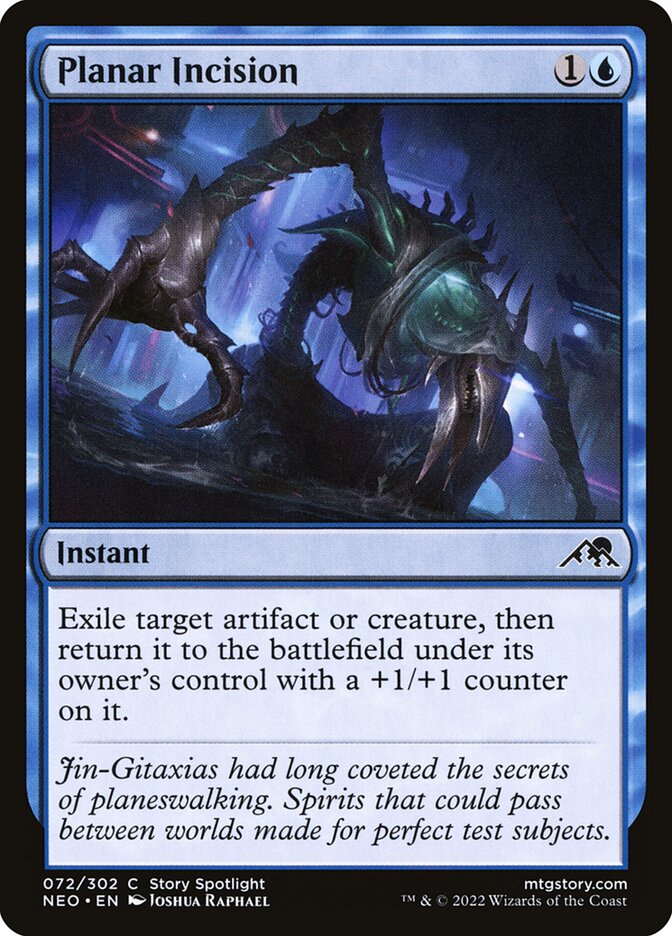 Planar Incision 1
Instant
Exile target artifact or creature, then
return it to the battlefield under its
owner's control with a +1/+1 counter
on it.
Jin-Gitaxias had long coveted the secrets
of planeswalking. Spirits that could pass
between worlds made for perfect test subjects.
072/302 C Story Spotlight
mtgstory.com
NEO • EN Joshua Raphael
™ & © 2022 Wizards of the Coast